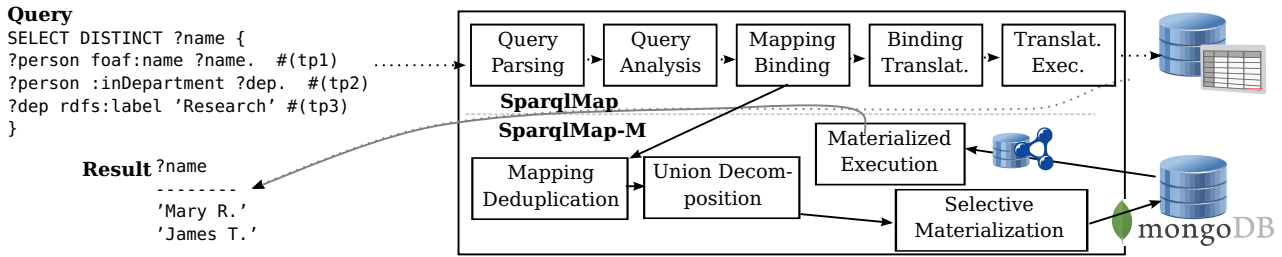 Query
SELECT DISTINCT ?name {
?person foaf:name ?name.  #(tp1)
?person :inDepartment ?dep.  #(tp2)
?dep rdfs:label ’Research’ #(tp3)
}
Result ?name
--------
’Mary R.’
’James T.’
Query
Parsing
Query
Analysis
Mapping
Binding
Binding
Translat.
Translat.
Exec.
SparqlMap
SparqlMap-M
Materialized
Execution
Mapping
Deduplication
Union Decom-
position
Selective
Materialization
mongoDB